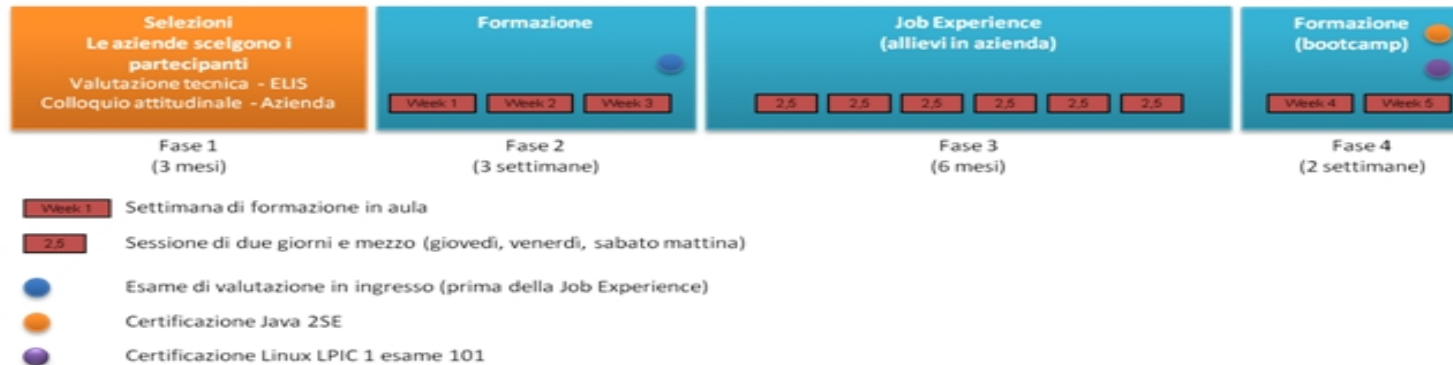 Selezioni
Le aziende scelgono i
partecipanti
Valutazione tecnica - ELIS
Colloquio attitudinale - Azienda
Formazione
Week 1 Week 2 Week 3
Job Experience
(allievi in azienda)
2,5 2,5 2,5 2,5 2,5 2,5
Formazione
(bootcamp)
Week 4 Week 5
Fase 1
(3 mesi)
Fase 2
(3 settimane)
Fase 3
(6 mesi)
Fase 4
(2 settimane)
Week 1 Settimana di formazione in aula
2,5 Sessione di due giorni e mezzo (giovedì, venerdì, sabato mattina)
Esame di valutazione in ingresso (prima della Job Experience)
Certificazione Java 2SE
Certificazione Linux LPIC 1 esame 101